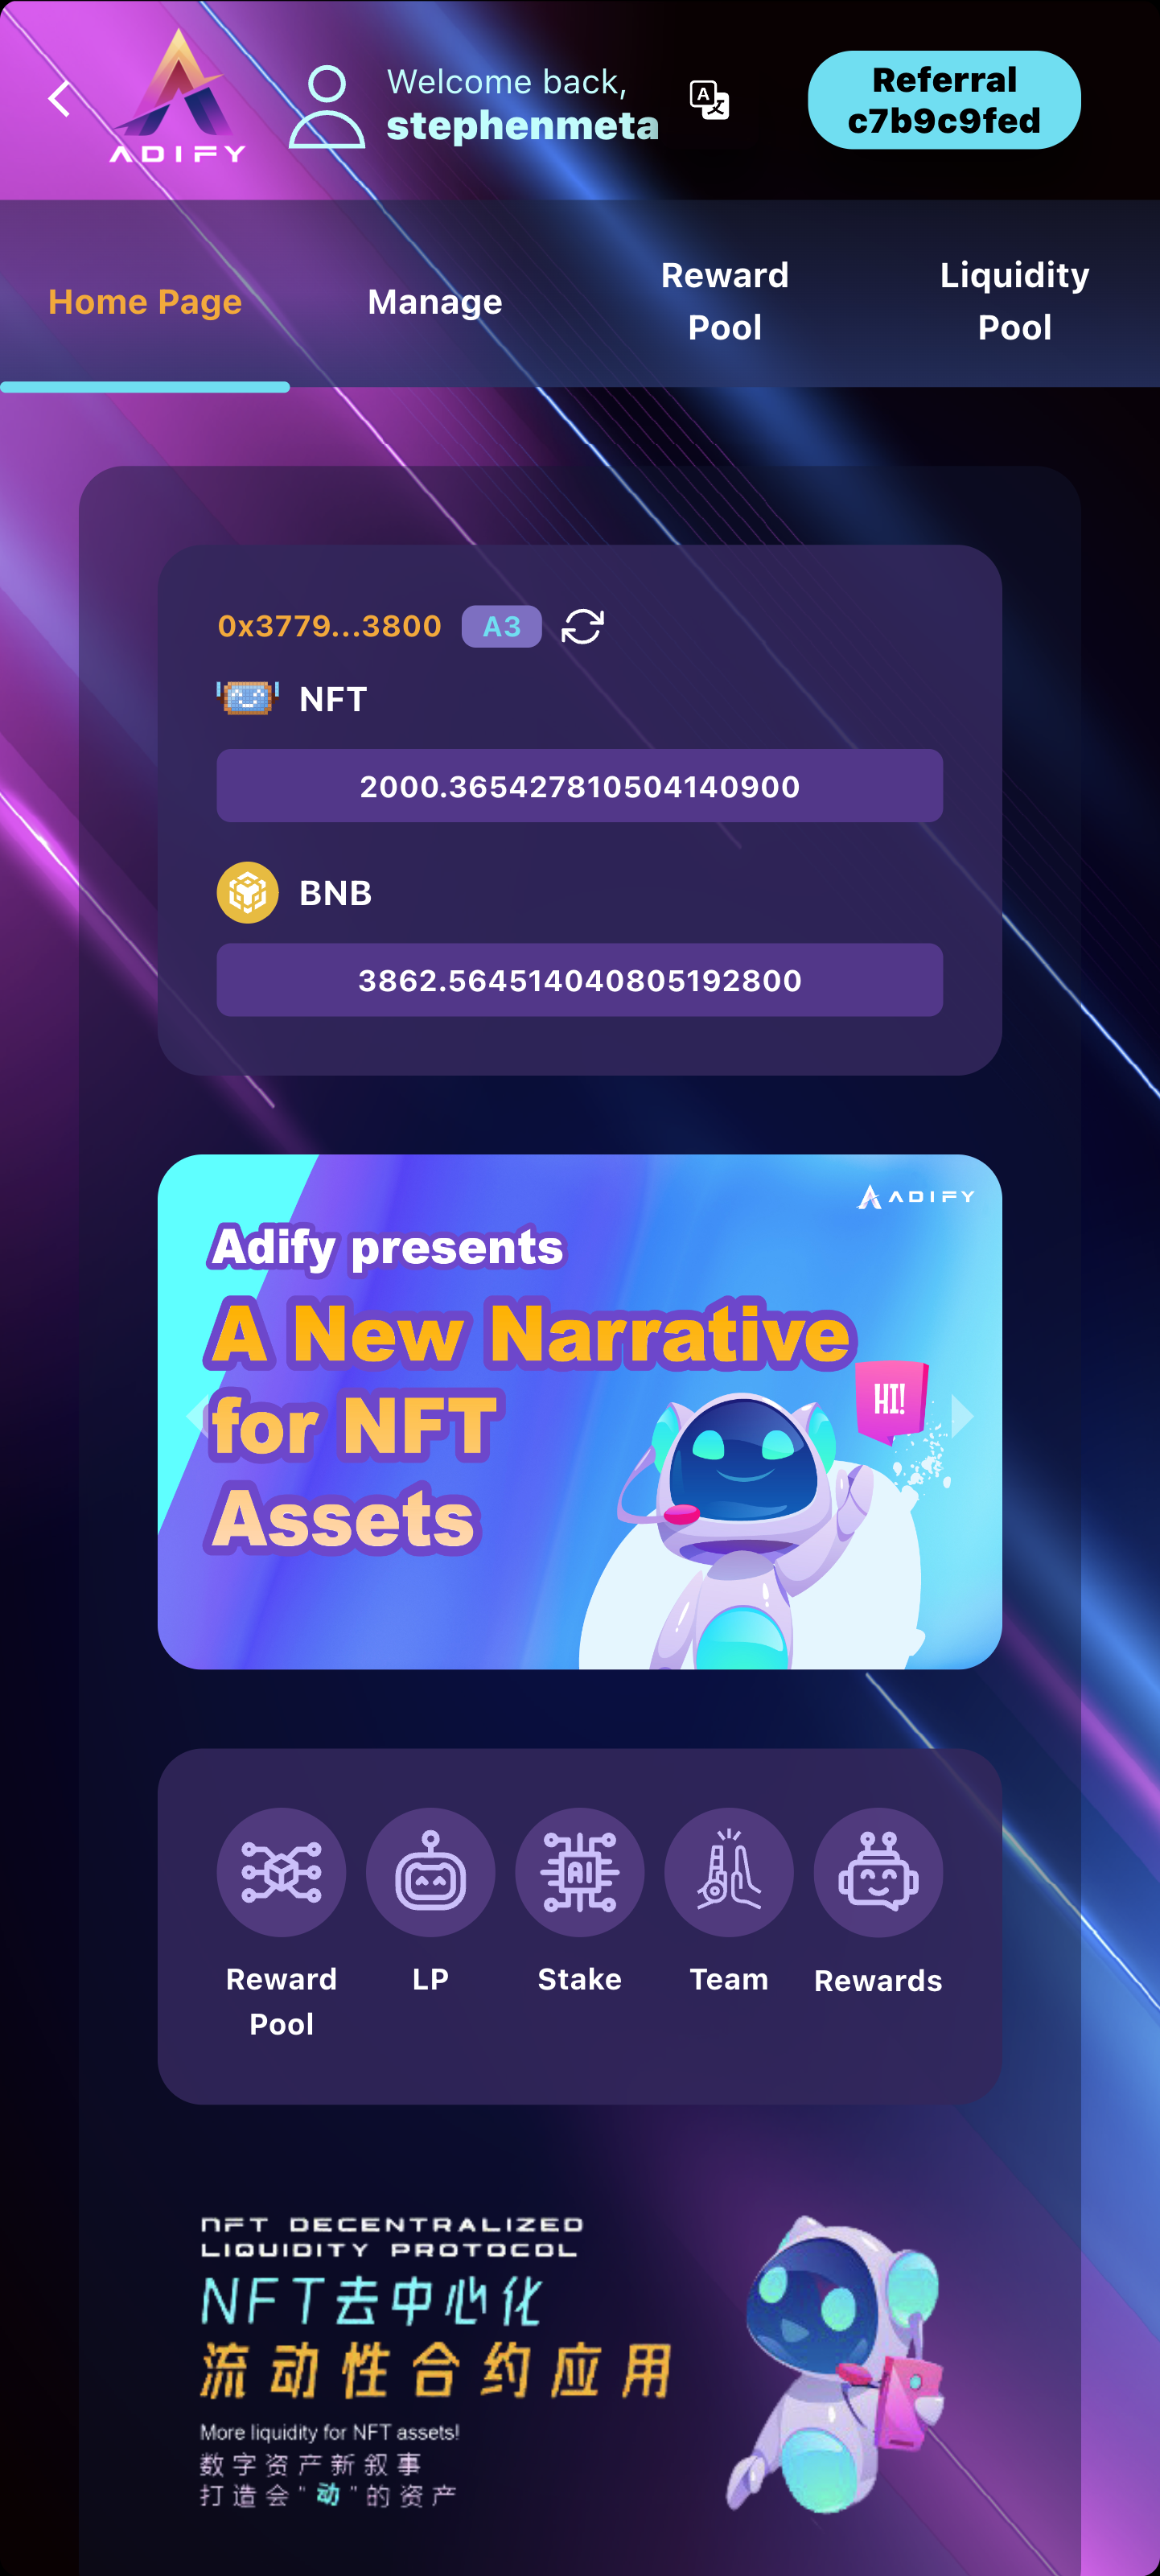 ADIFY
Welcome back,
stephenmeta
A
文
Referral
c7b9c9fed
Home Page
Manage
Reward
Pool
Liquidity
Pool
0x3779...3800
A3
NFT
2000.365427810504140900
BNB
3862.564514040805192800
ADIFY
Adify presents
A New Narrative
for NFT
Assets
HI!
AI
Reward
Pool
LP
Stake
Team
Rewards
NFT DECENTRALIZED
LIQUIDITY PROTOCOL
NFT去中心化
流动性合约应用
More liquidity for NFT assets!
数字资产新叙事
打造会“动”的资产